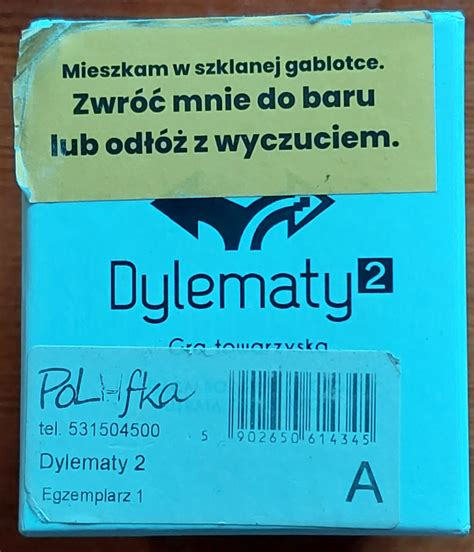 Mieszkam w szklanej gablotce.
Zwróć mnie do baru
lub odłóż z wyczuciem.
Dylematy 2
Gra towarzyska
PoLHfka
tel. 531504500
5 902650 614345
Dylematy 2
Egzemplarz 1
A